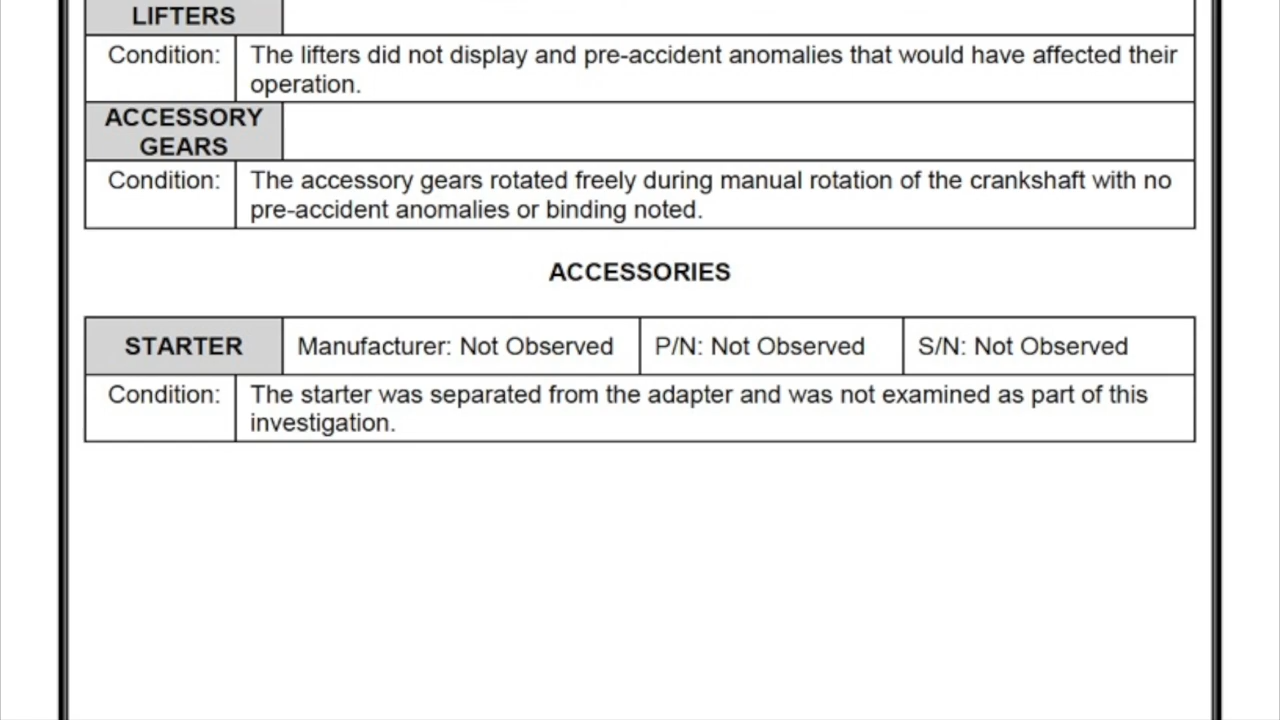 LIFTERS
Condition: The lifters did not display and pre-accident anomalies that would have affected their
operation.
ACCESSORY
GEARS
Condition: The accessory gears rotated freely during manual rotation of the crankshaft with no
pre-accident anomalies or binding noted.
ACCESSORIES
STARTER Manufacturer: Not Observed P/N: Not Observed S/N: Not Observed
Condition: The starter was separated from the adapter and was not examined as part of this
investigation.